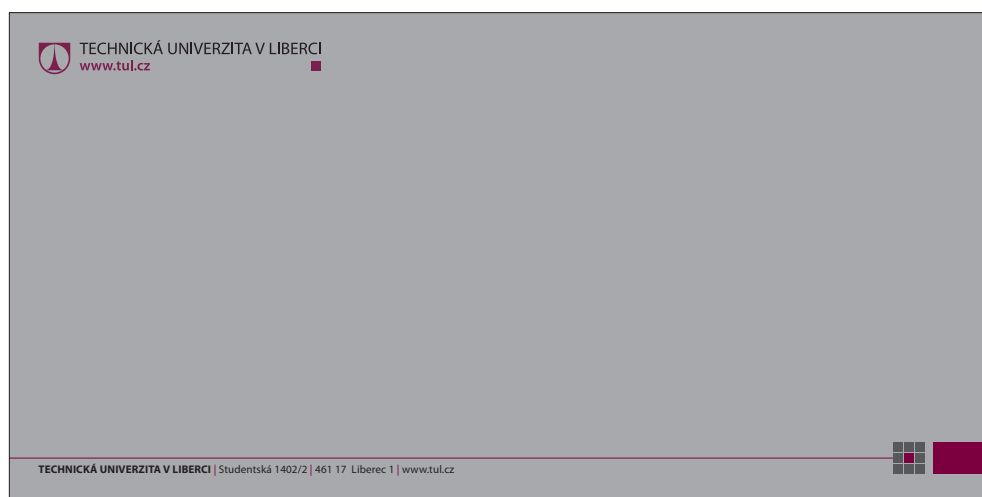 TECHNICKÁ UNIVERZITA V LIBERCI
www.tul.cz
TECHNICKÁ UNIVERZITA V LIBERCI | Studentská 1402/2 | 461 17 Liberec 1 | www.tul.cz